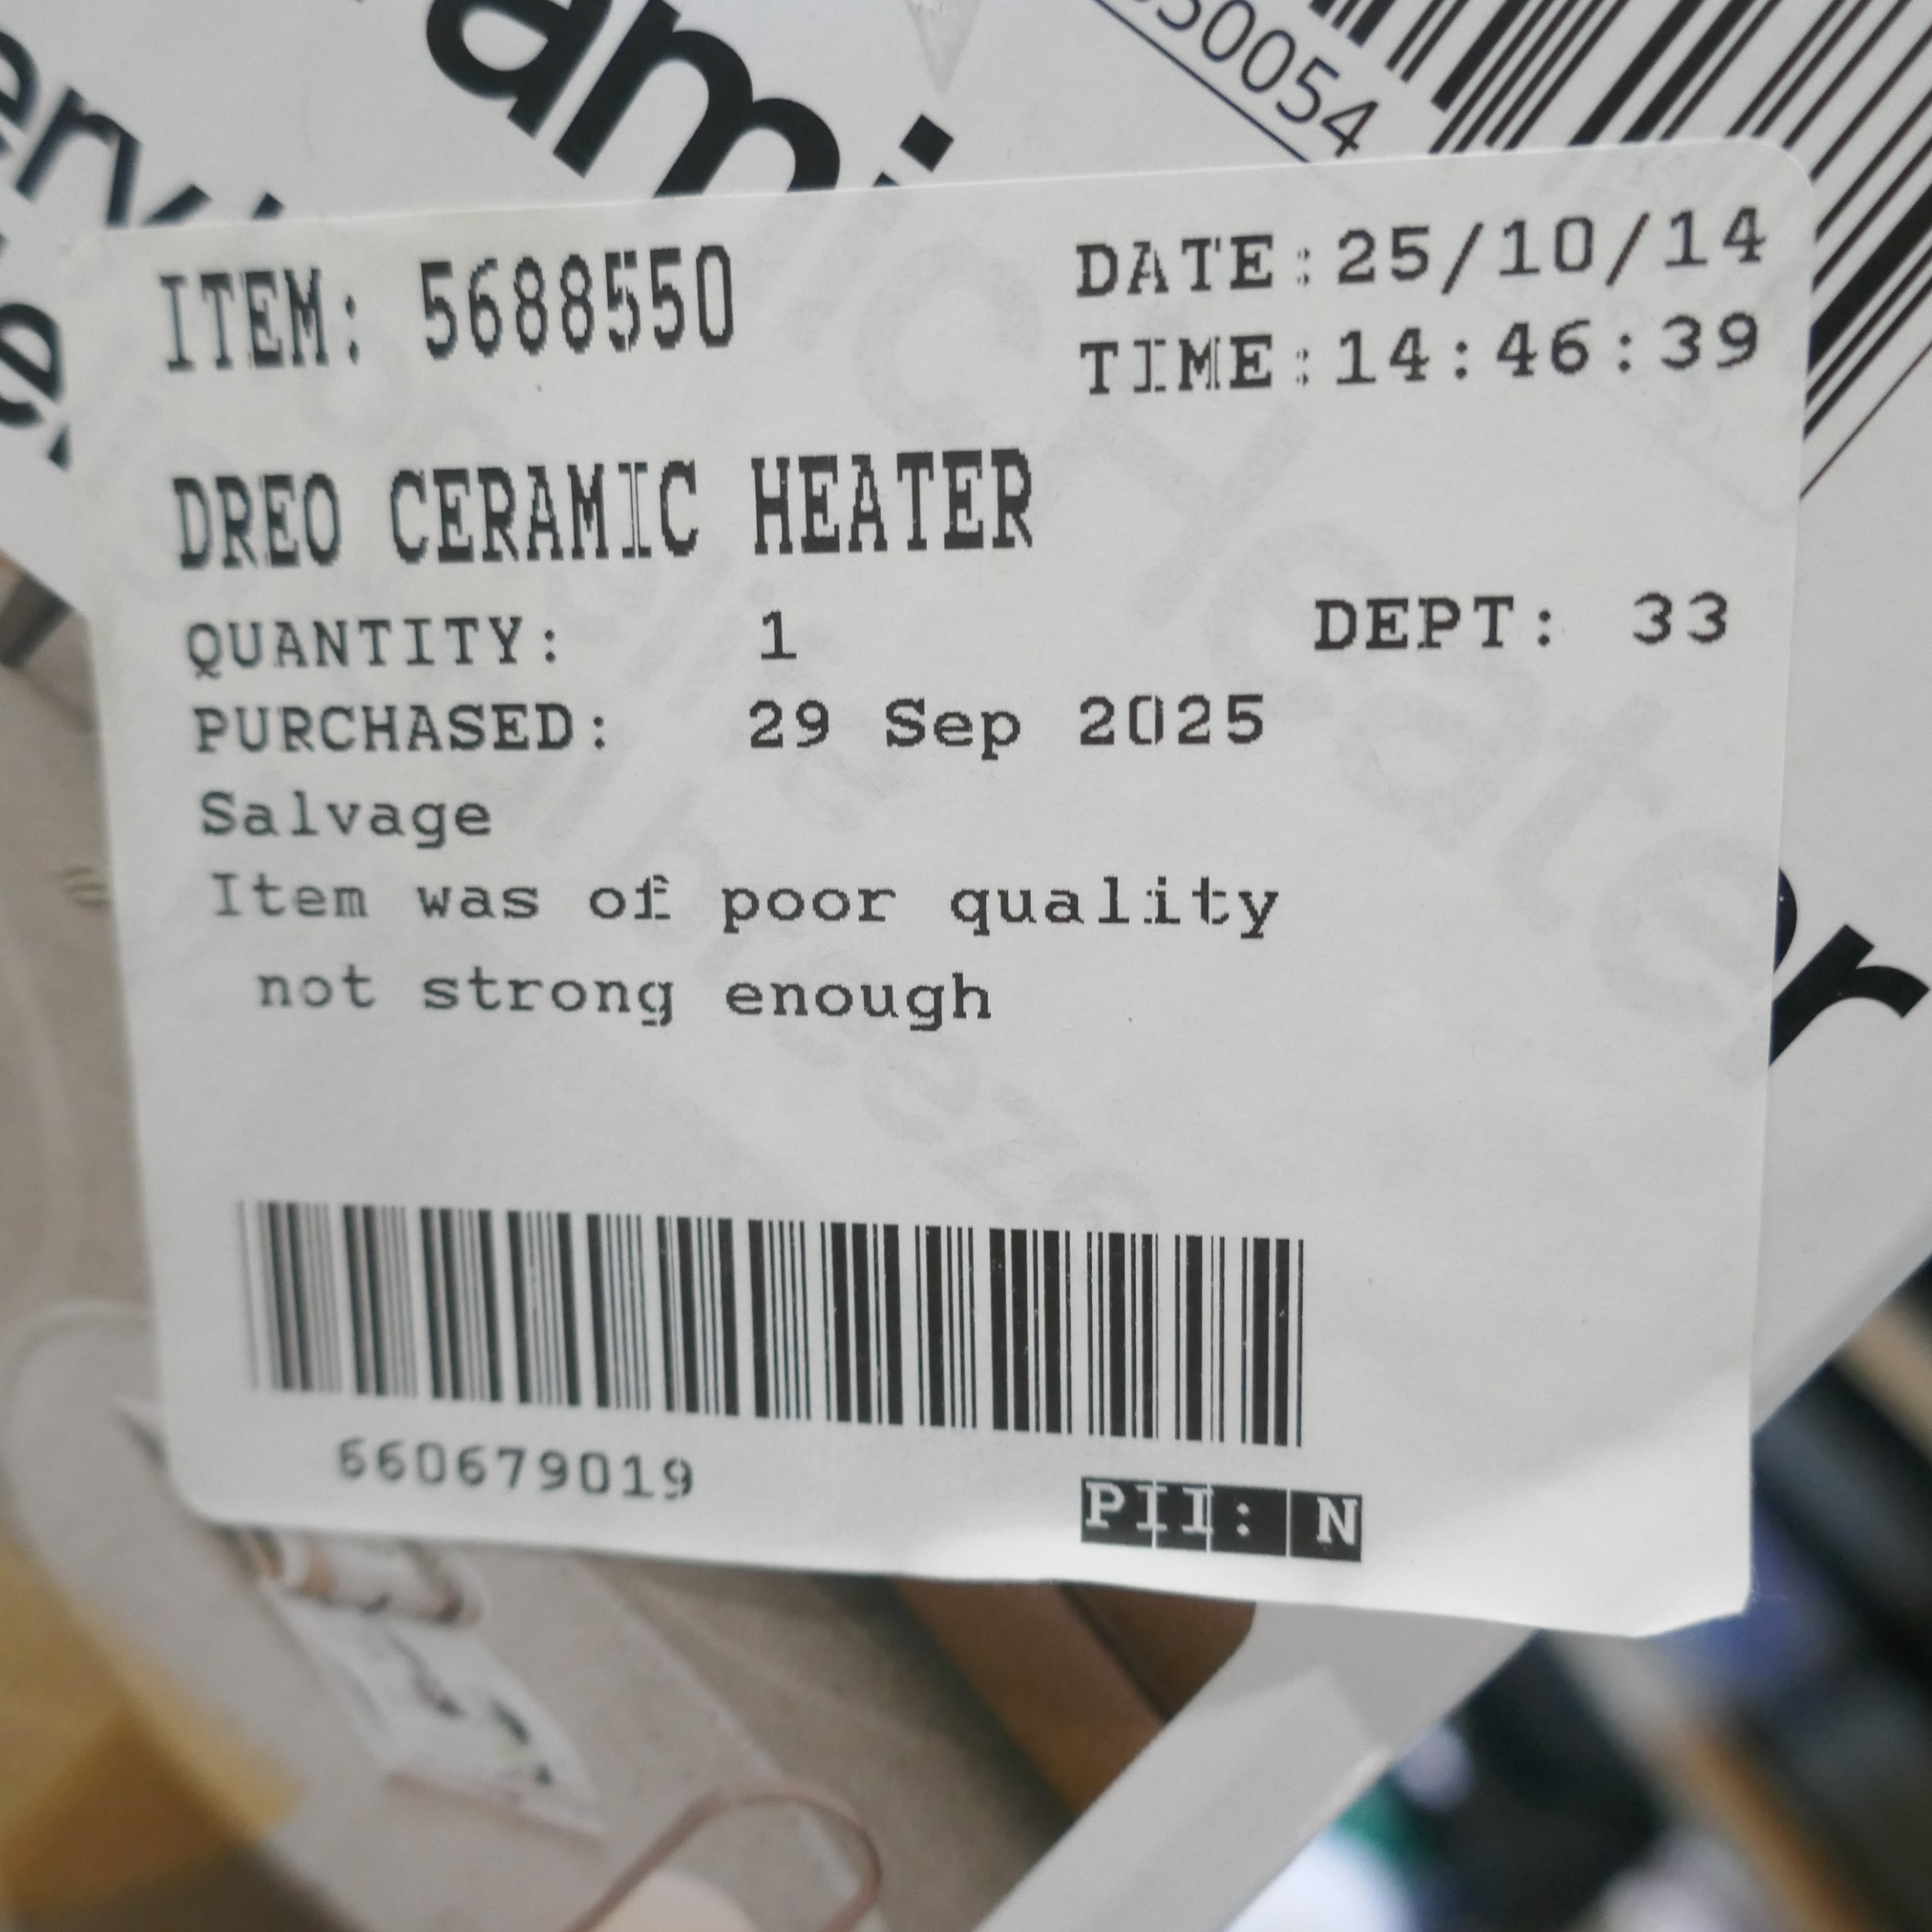 ITEM: 5688550
DATE:25/10/14
TIME:14:46:39
DREO CERAMIC HEATER
QUANTITY: 1
DEPT: 33
PURCHASED: 29 Sep 2025
Salvage
Item was of poor quality
not strong enough
660679019
PII: N